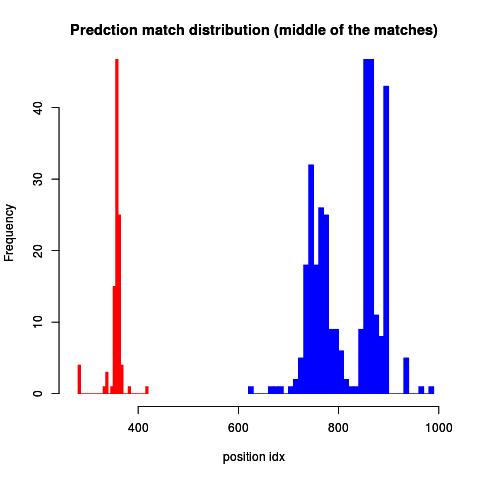 Predction match distribution (middle of the matches)
Frequency
40
30
20
10
0
400 600 800 1000
position idx